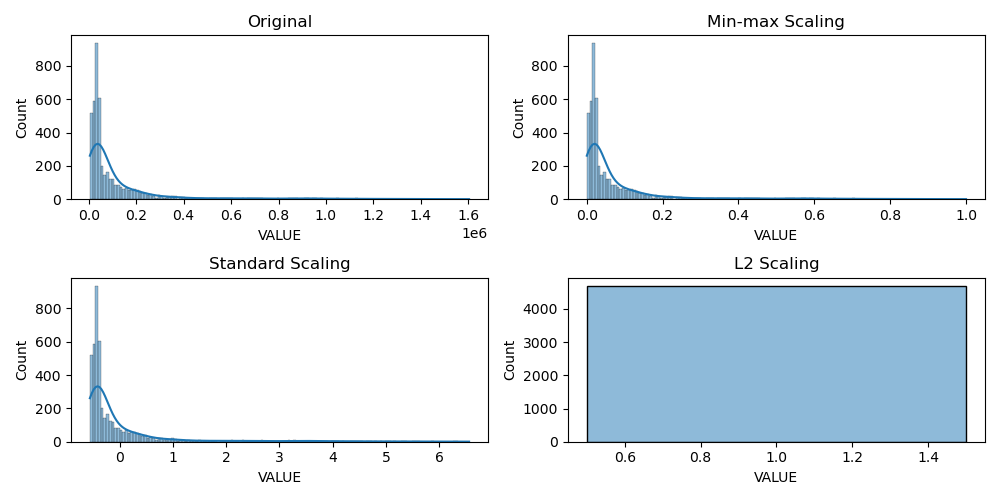 Original
Count
800
600
400
200
0
0.0 0.2 0.4 0.6 0.8 1.0 1.2 1.4 1.6
1e6
VALUE
Min-max Scaling
Count
800
600
400
200
0
0.0 0.2 0.4 0.6 0.8 1.0
VALUE
Standard Scaling
Count
800
600
400
200
0
0 1 2 3 4 5 6
VALUE
L2 Scaling
Count
4000
3000
2000
1000
0
0.6 0.8 1.0 1.2 1.4
VALUE